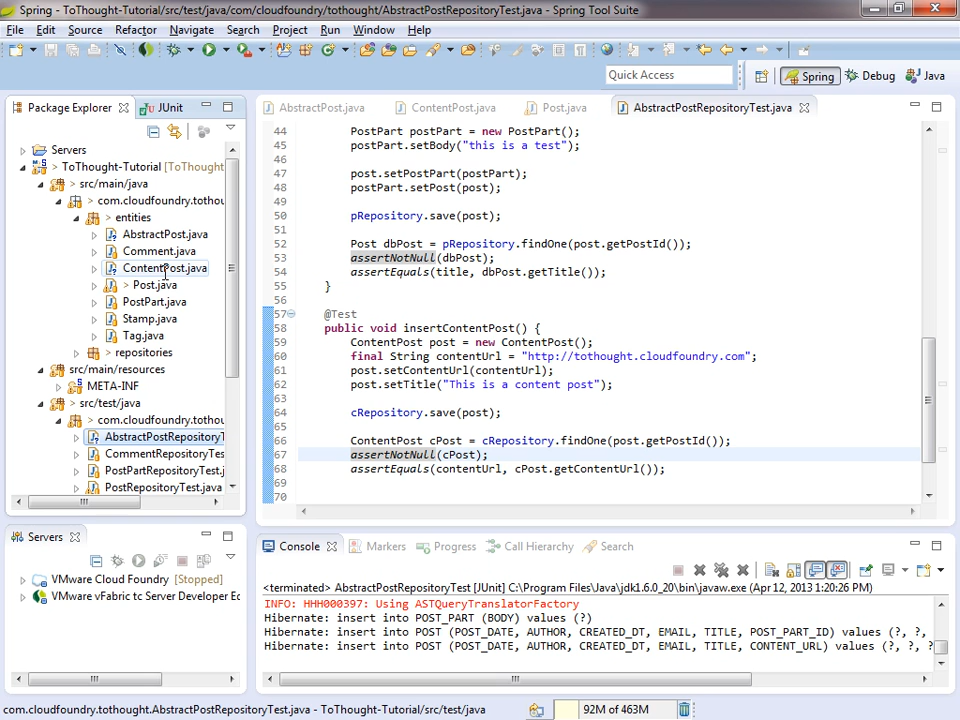 Spring - ToThought-Tutorial/src/test/java/com/cloudfoundry/tothought/AbstractPostRepositoryTest.java - Spring Tool Suite
File Edit Source Refactor Navigate Search Project Run Window Help
Quick Access
Spring
Debug
Java
Package Explorer
JUnit
AbstractPost.java
ContentPost.java
Post.java
AbstractPostRepositoryTest.java
Servers
> ToThought-Tutorial [ToThought
> src/main/java
> com.cloudfoundry.tothou
> entities
AbstractPost.java
Comment.java
ContentPost.java
> Post.java
PostPart.java
Stamp.java
Tag.java
> repositories
src/main/resources
META-INF
> src/test/java
> com.cloudfoundry.tothou
AbstractPostRepositoryT
CommentRepositoryTes
PostPartRepositoryTest.j
PostRepositoryTest.java
44 PostPart postPart = new PostPart();
45 postPart.setBody("this is a test");
46
47 post.setPostPart(postPart);
48 postPart.setPost(post);
49
50 pRepository.save(post);
51
52 Post dbPost = pRepository.findOne(post.getPostId());
53 assertNotNull(dbPost);
54 assertEquals(title, dbPost.getTitle());
55 }
56
57 @Test
58 public void insertContentPost() {
59 ContentPost post = new ContentPost();
60 final String contentUrl = "http://tothought.cloudfoundry.com";
61 post.setContentUrl(contentUrl);
62 post.setTitle("This is a content post");
63
64 cRepository.save(post);
65
66 ContentPost cPost = cRepository.findOne(post.getPostId());
67 assertNotNull(cPost);
68 assertEquals(contentUrl, cPost.getContentUrl());
69
70
Servers
VMware Cloud Foundry [Stopped]
VMware vFabric tc Server Developer Ec
Console
Markers
Progress
Call Hierarchy
Search
<terminated> AbstractPostRepositoryTest [JUnit] C:\Program Files\Java\jdk1.6.0_20\bin\javaw.exe (Apr 12, 2013 1:20:26 PM)
INFO: HHH000397: Using ASTQueryTranslatorFactory
Hibernate: insert into POST_PART (BODY) values (?)
Hibernate: insert into POST (POST_DATE, AUTHOR, CREATED_DT, EMAIL, TITLE, POST_PART_ID) values (?, ?,
Hibernate: insert into POST (POST_DATE, AUTHOR, CREATED_DT, EMAIL, TITLE, CONTENT_URL) values (?, ?, ?,
com.cloudfoundry.tothought.AbstractPostRepositoryTest.java - ToThought-Tutorial/src/test/java
92M of 463M